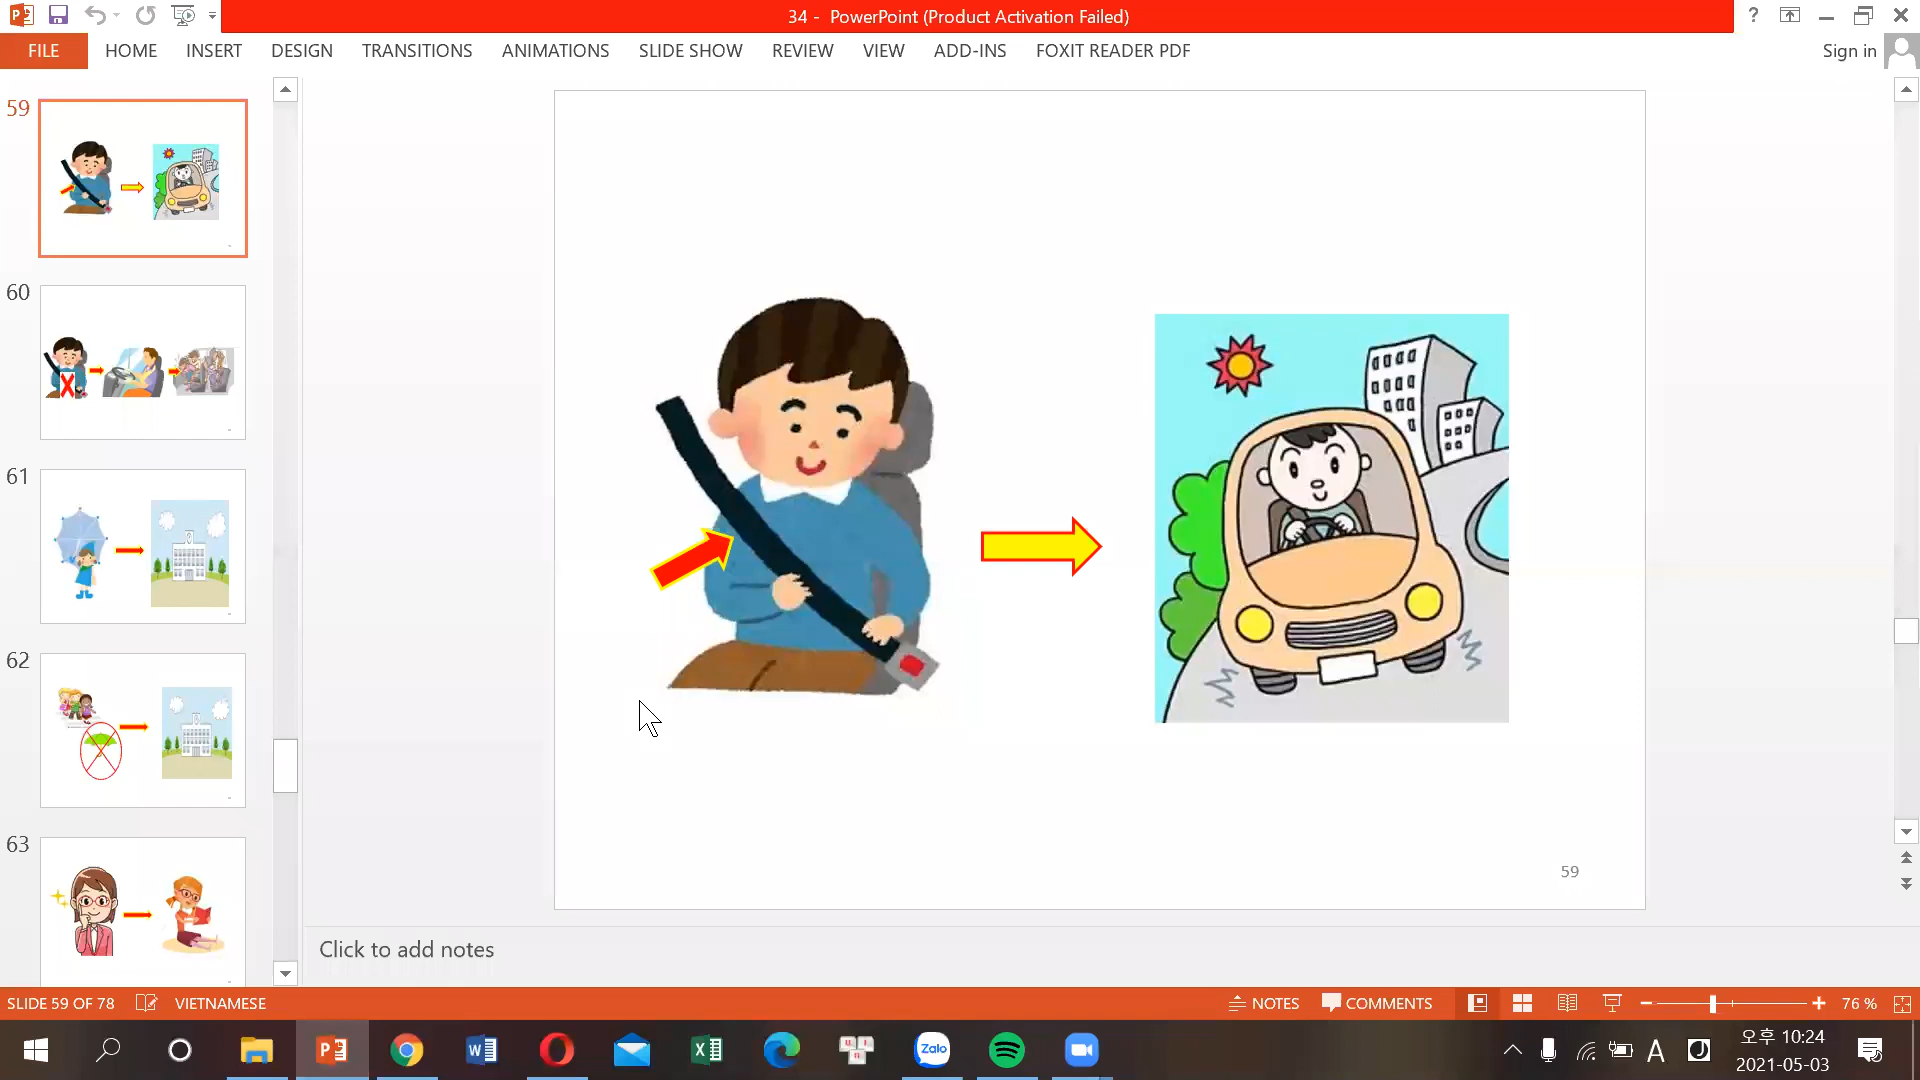 34 - PowerPoint (Product Activation Failed)
FILE HOME INSERT DESIGN TRANSITIONS ANIMATIONS SLIDE SHOW REVIEW VIEW ADD-INS FOXIT READER PDF Sign in
59
60
61
62
63
59
Click to add notes
SLIDE 59 OF 78 VIETNAMESE NOTES COMMENTS 76 %
Zalo A 오후 10:24
2021-05-03